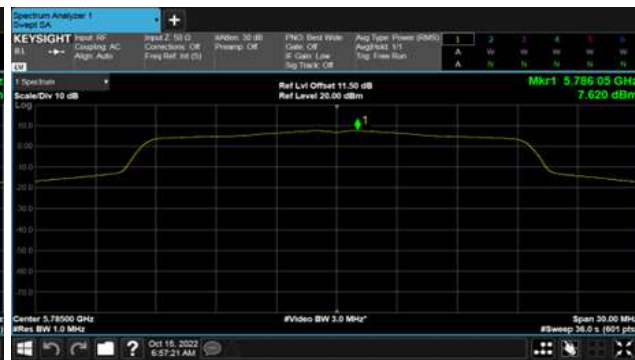 Spectrum Analyzer 1
Swept SA
+
KEYSIGHT
RL
Input: RF
Coupling: AC
Align: Auto
Input Z: 50 Ω
Corrections: Off
Freq Ref: Int (S)
#Atten: 30 dB
Preamp: Off
PNO: Best Wide
Gate: Off
IF Gain: Low
Sig Track: Off
Avg Type: Power (RMS)
Avg|Hold: 1/1
Trig: Free Run
1 2 3 4 5 6
A W W W W W
A N N N N N
1 Spectrum
Scale/Div 10 dB
Log
Ref Lvl Offset 11.50 dB
Ref Level 20.00 dBm
Mkr1 5.786 05 GHz
7.620 dBm
1
10.0
0.00
-10.0
-20.0
-30.0
-40.0
-50.0
-60.0
-70.0
Center 5.78500 GHz
#Res BW 1.0 MHz
#Video BW 3.0 MHz*
Span 30.00 MHz
#Sweep 36.0 s (601 pts)
?
Oct 15, 2022
6:57:21 AM